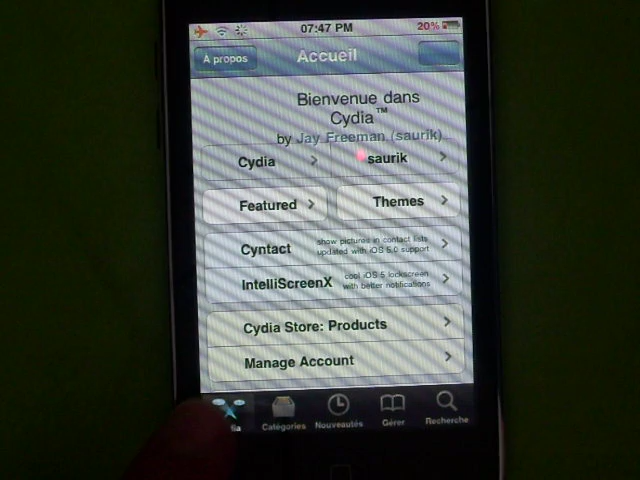 07:47 PM 20%
À propos Accueil
Bienvenue dans
Cydia™
by Jay Freeman (saurik)
Cydia saurik
Featured Themes
Cyntact show pictures in contact lists
updated with iOS 5.0 support
IntelliScreenX cool iOS 5 lockscreen
with better notifications
Cydia Store: Products
Manage Account
Catégories Nouveautés Gérer Recherche